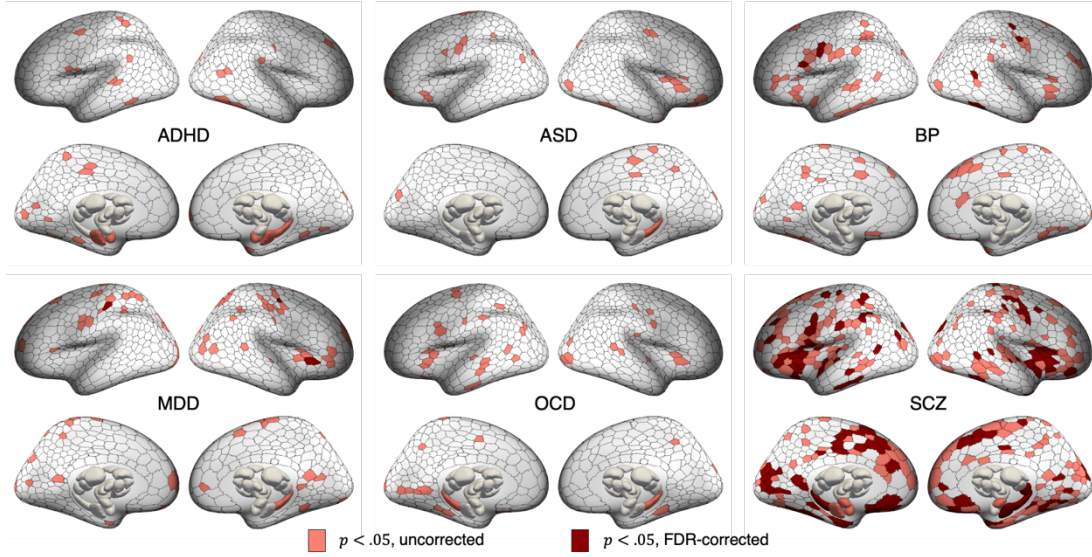 ADHD
ASD
BP
MDD
OCD
SCZ
p < .05, uncorrected
p < .05, FDR-corrected